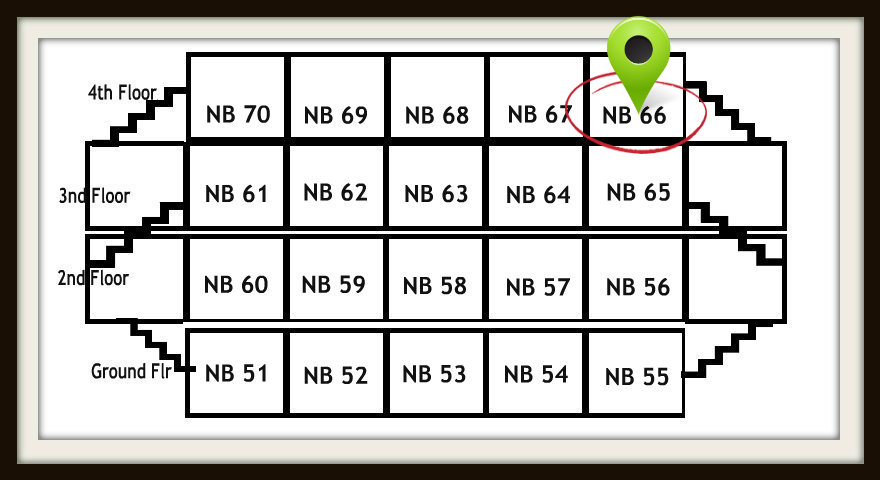 4th Floor
NB 70 NB 69 NB 68 NB 67 NB 66
3nd Floor
NB 61 NB 62 NB 63 NB 64 NB 65
2nd Floor
NB 60 NB 59 NB 58 NB 57 NB 56
Ground Flr
NB 51 NB 52 NB 53 NB 54 NB 55